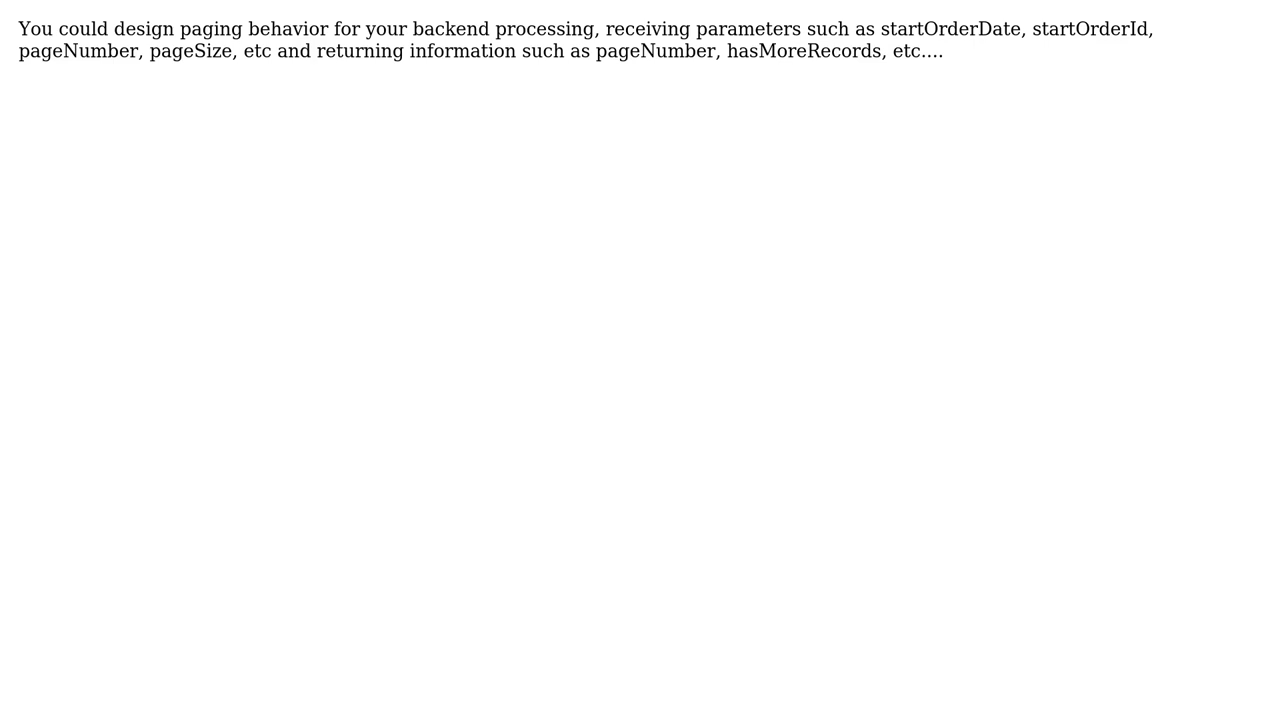 You could design paging behavior for your backend processing, receiving parameters such as startOrderDate, startOrderId,
pageNumber, pageSize, etc and returning information such as pageNumber, hasMoreRecords, etc....